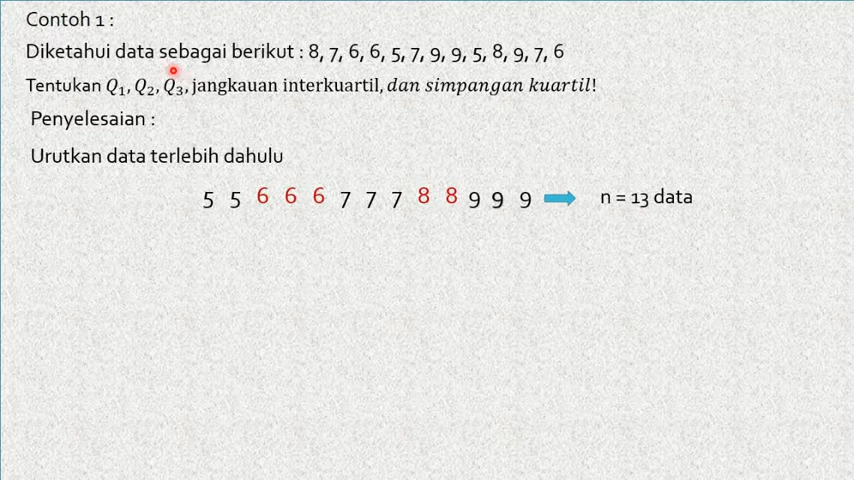 Contoh 1 :
Diketahui data sebagai berikut : 8, 7, 6, 6, 5, 7, 9, 9, 5, 8, 9, 7, 6
Tentukan Q₁, Q₂, Q₃, jangkauan interkuartil, dan simpangan kuartil!
Penyelesaian :
Urutkan data terlebih dahulu
5 5 6 6 6 7 7 7 8 8 9 9 9 n = 13 data